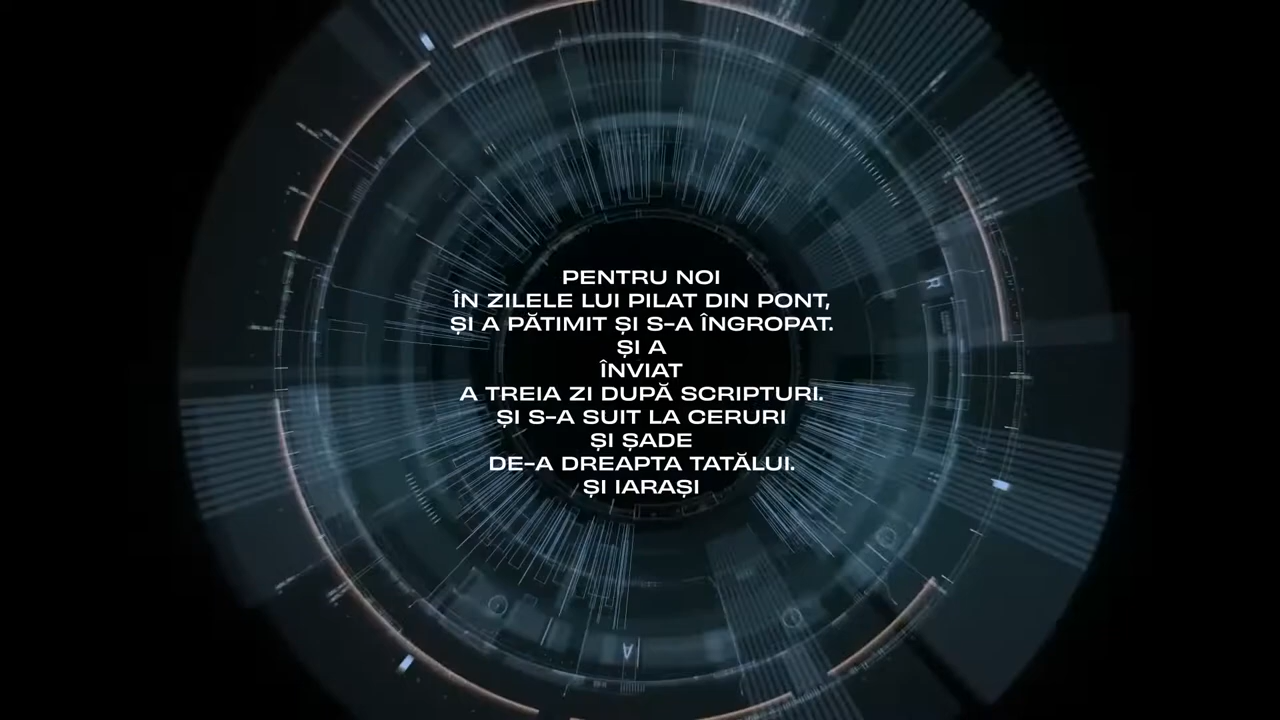 PENTRU NOI
ÎN ZILELE LUI PILAT DIN PONT,
ȘI A PĂTIMIT ȘI S-A ÎNGROPAT.
ȘI A
ÎNVIAT
A TREIA ZI DUPĂ SCRIPTURI.
ȘI S-A SUIT LA CERURI
ȘI ȘADE
DE-A DREAPTA TATĂLUI.
ȘI IARAȘI